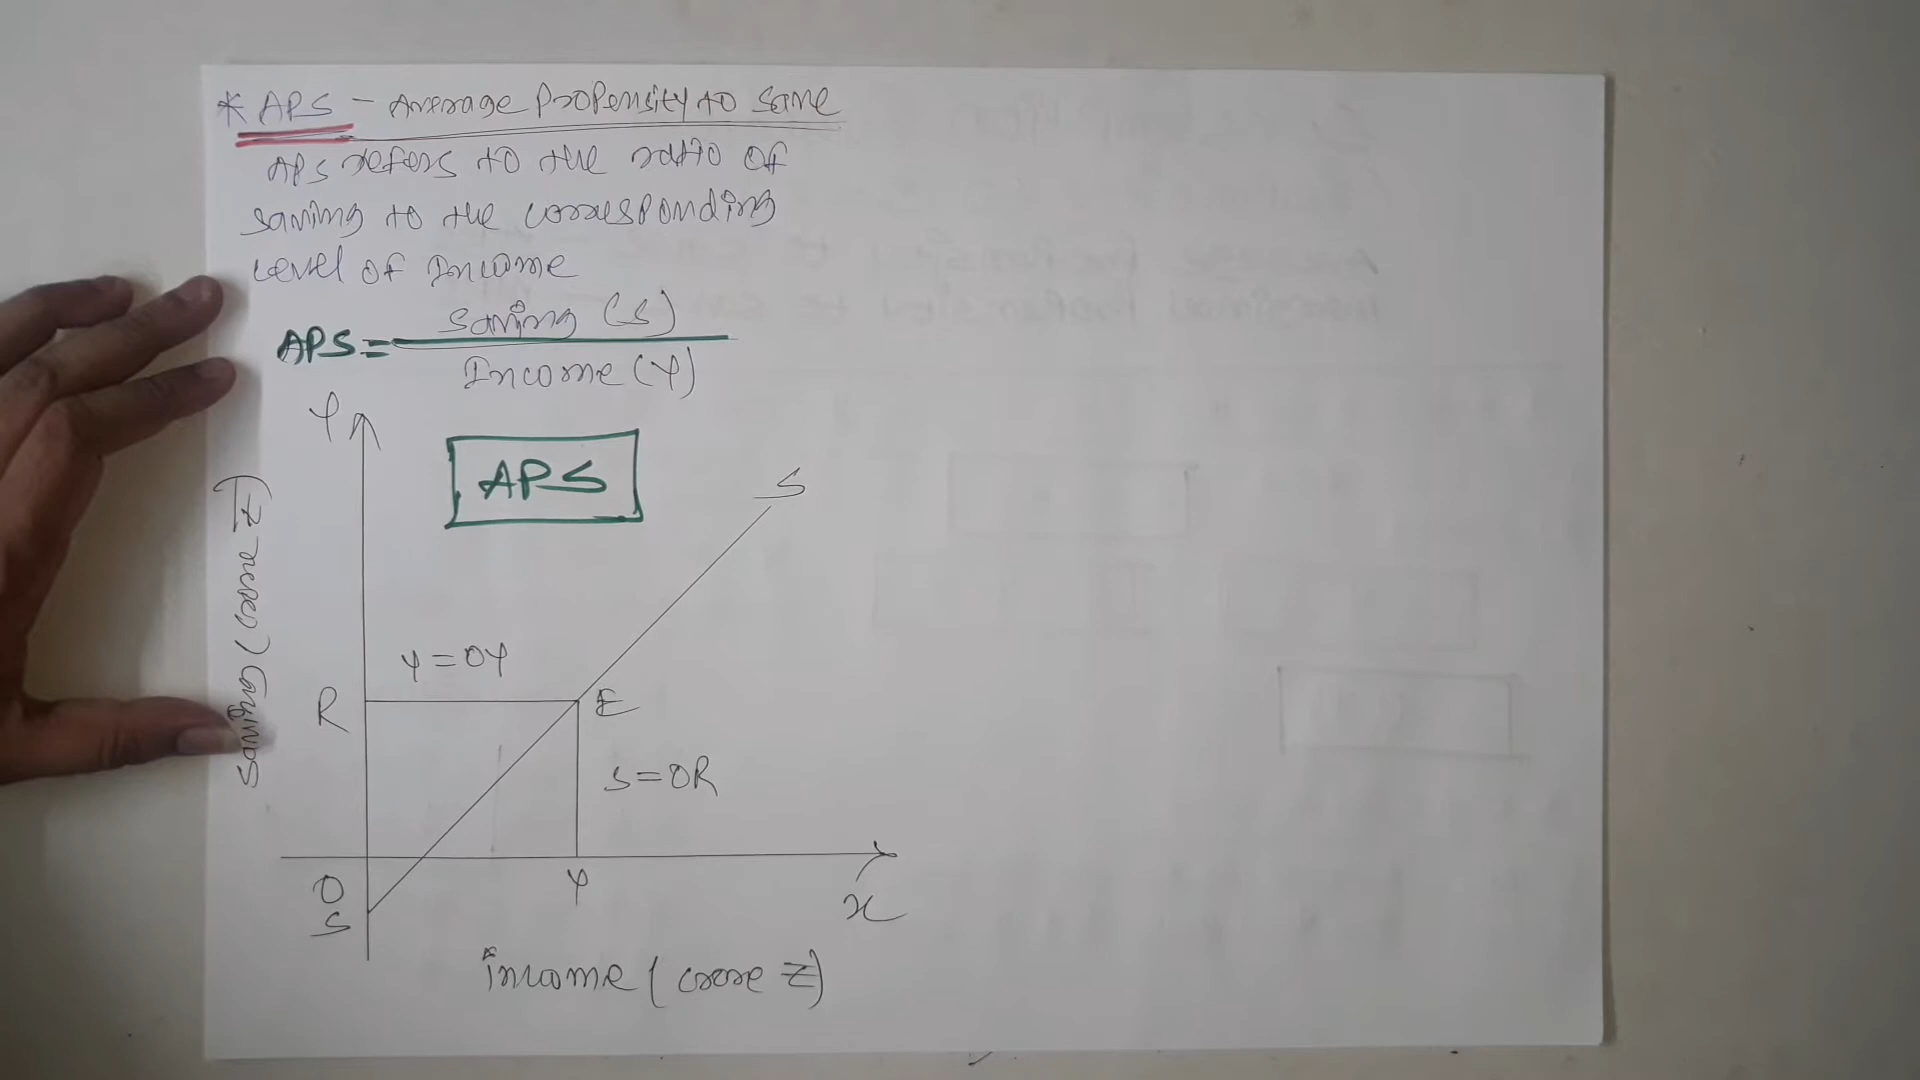 * APS - Average Propensity to Save
APS refers to the ratio of
saving to the corresponding
Level of Income
APS = Saving (S)
Income (Y)
Y
APS
S
Saving (crore ₹)
Y = OY
R
E
S = OR
O
S
Y
x
income (crore ₹)